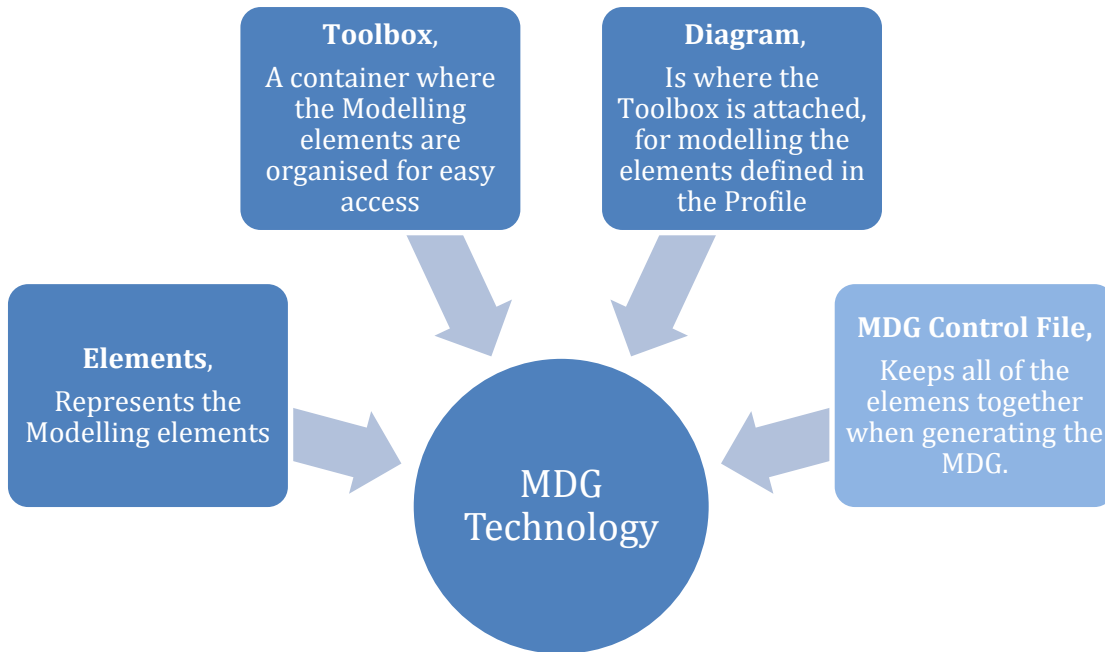 Toolbox,
A container where
the Modelling
elements are
organised for easy
access
Diagram,
Is where the
Toolbox is attached,
for modelling the
elements defined in
the Profile
Elements,
Represents the
Modelling elements
MDG Control File,
Keeps all of the
elemens together
when generating the
MDG.
MDG
Technology